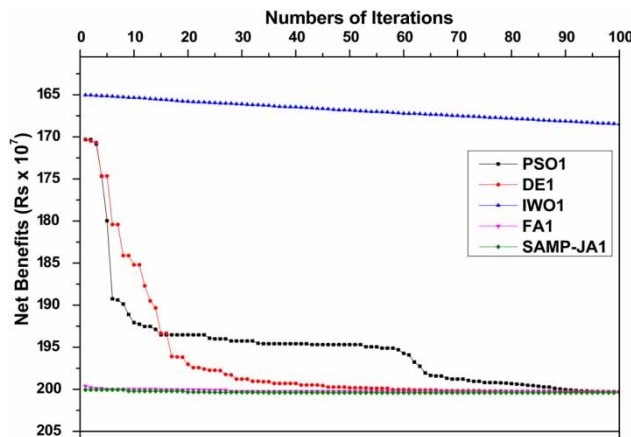 Numbers of Iterations
0 10 20 30 40 50 60 70 80 90 100
Net Benefits (Rs x 10⁷)
165
170
175
180
185
190
195
200
205
PSO1
DE1
IWO1
FA1
SAMP-JA1